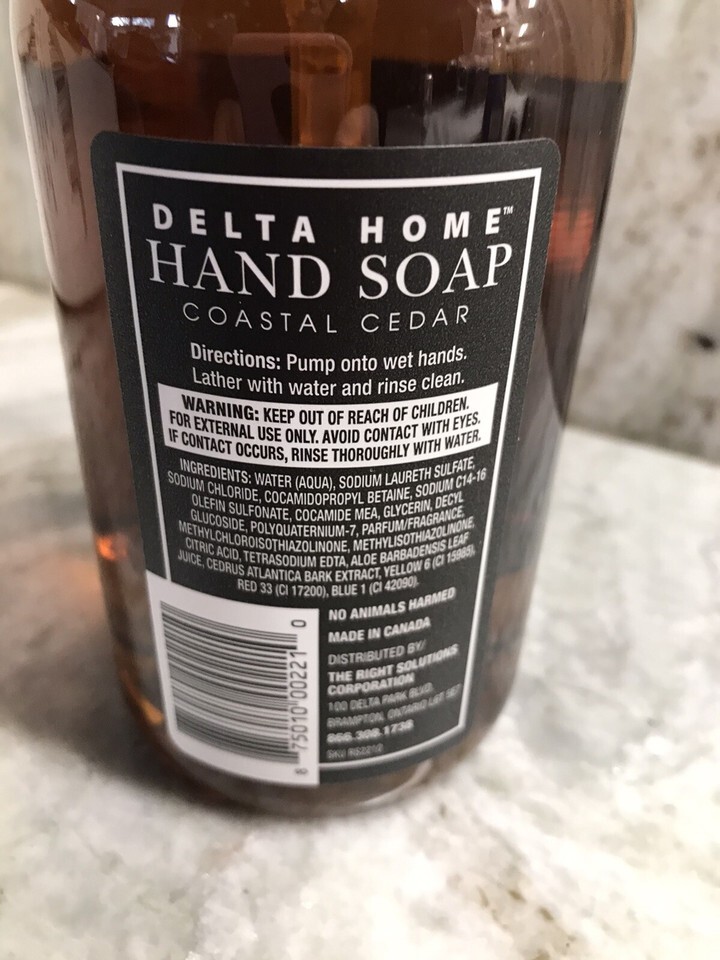 DELTA HOME™
HAND SOAP
COASTAL CEDAR
Directions: Pump onto wet hands.
Lather with water and rinse clean.
WARNING: KEEP OUT OF REACH OF CHILDREN.
FOR EXTERNAL USE ONLY. AVOID CONTACT WITH EYES.
IF CONTACT OCCURS, RINSE THOROUGHLY WITH WATER.
INGREDIENTS: WATER (AQUA), SODIUM LAURETH SULFATE,
SODIUM CHLORIDE, COCAMIDOPROPYL BETAINE, SODIUM C14-16
OLEFIN SULFONATE, COCAMIDE MEA, GLYCERIN, DECYL
GLUCOSIDE, POLYQUATERNIUM-7, PARFUM/FRAGRANCE,
METHYLCHLOROISOTHIAZOLINONE, METHYLISOTHIAZOLINONE,
CITRIC ACID, TETRASODIUM EDTA, ALOE BARBADENSIS LEAF
JUICE, CEDRUS ATLANTICA BARK EXTRACT, YELLOW 6 (CI 15985),
RED 33 (CI 17200), BLUE 1 (CI 42090).
NO ANIMALS HARMED
MADE IN CANADA
DISTRIBUTED BY/
THE RIGHT SOLUTIONS
CORPORATION
100 DELTA PARK BLVD.
BRAMPTON, ONTARIO L6T 5E7
866.308.1738
75010 00221 0